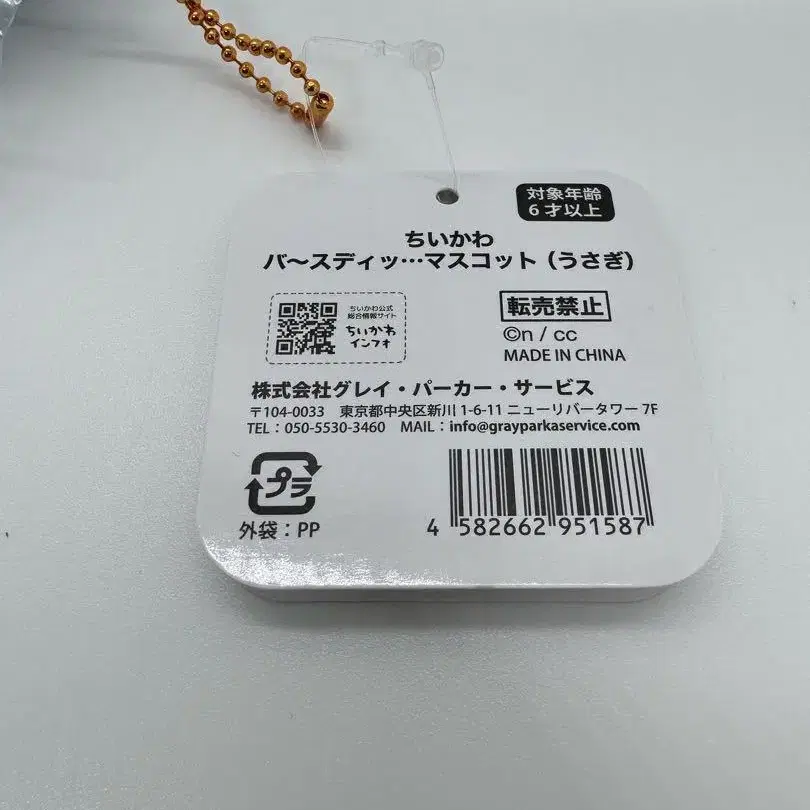 対象年齢
6才以上
ちいかわ
バ〜スディッ…マスコット（うさぎ）
ちいかわ公式
総合情報サイト
ちいかわ
インフォ
転売禁止
©n / cc
MADE IN CHINA
株式会社グレイ・パーカー・サービス
〒104-0033 東京都中央区新川 1-6-11 ニューリバータワー 7F
TEL：050-5530-3460 MAIL：info@grayparkaservice.com
プラ
外袋：PP
4 582662 951587